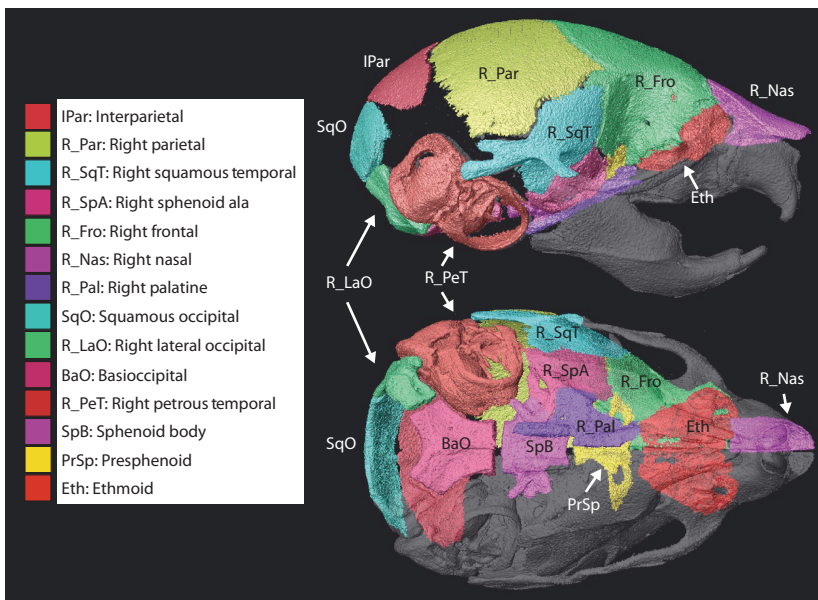 IPar: Interparietal
R_Par: Right parietal
R_SqT: Right squamous temporal
R_SpA: Right sphenoid ala
R_Fro: Right frontal
R_Nas: Right nasal
R_Pal: Right palatine
SqO: Squamous occipital
R_LaO: Right lateral occipital
BaO: Basioccipital
R_PeT: Right petrous temporal
SpB: Sphenoid body
PrSp: Presphenoid
Eth: Ethmoid
IPar
R_Par
R_Fro
R_Nas
SqO
R_SqT
Eth
R_LaO
R_PeT
R_SqT
R_SpA
R_Fro
R_Nas
SqO
BaO
SpB
R_Pal
Eth
PrSp